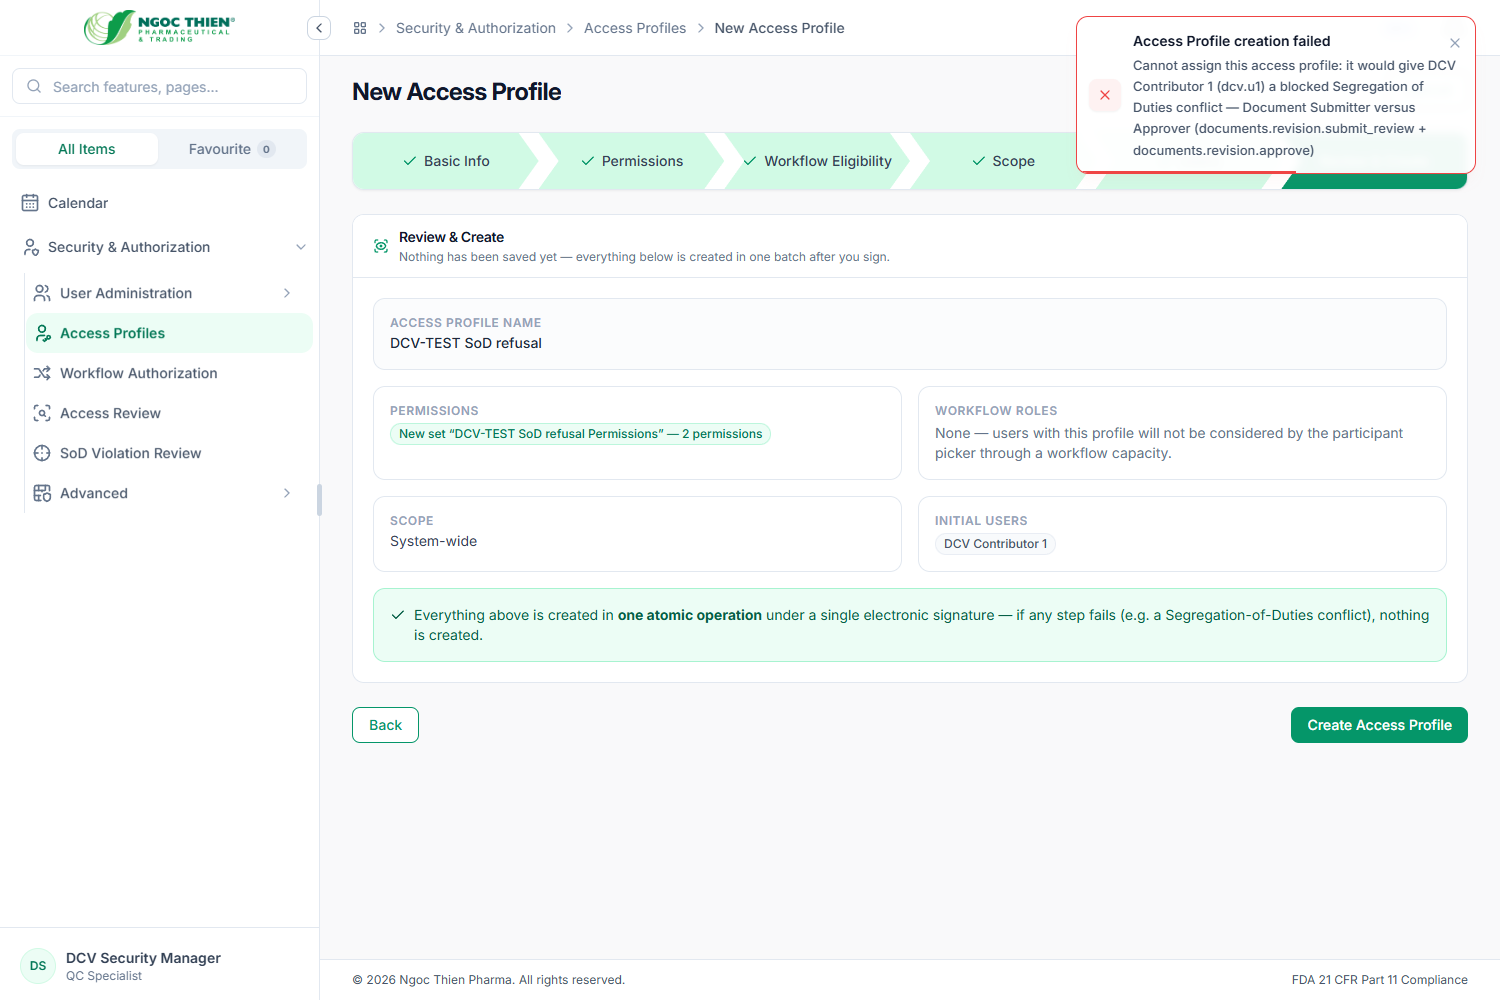 NGOC THIEN®
PHARMACEUTICAL
& TRADING
Search features, pages...
All Items
Favourite 0
Calendar
Security & Authorization
User Administration
Access Profiles
Workflow Authorization
Access Review
SoD Violation Review
Advanced
DS
DCV Security Manager
QC Specialist
Security & Authorization
Access Profiles
New Access Profile
Access Profile creation failed
Cannot assign this access profile: it would give DCV
Contributor 1 (dcv.u1) a blocked Segregation of
Duties conflict — Document Submitter versus
Approver (documents.revision.submit_review +
documents.revision.approve)
New Access Profile
Basic Info
Permissions
Workflow Eligibility
Scope
Review & Create
Nothing has been saved yet — everything below is created in one batch after you sign.
ACCESS PROFILE NAME
DCV-TEST SoD refusal
PERMISSIONS
New set “DCV-TEST SoD refusal Permissions” — 2 permissions
WORKFLOW ROLES
None — users with this profile will not be considered by the participant
picker through a workflow capacity.
SCOPE
System-wide
INITIAL USERS
DCV Contributor 1
Everything above is created in one atomic operation under a single electronic signature — if any step fails (e.g. a Segregation-of-Duties conflict), nothing
is created.
Back
Create Access Profile
© 2026 Ngoc Thien Pharma. All rights reserved.
FDA 21 CFR Part 11 Compliance